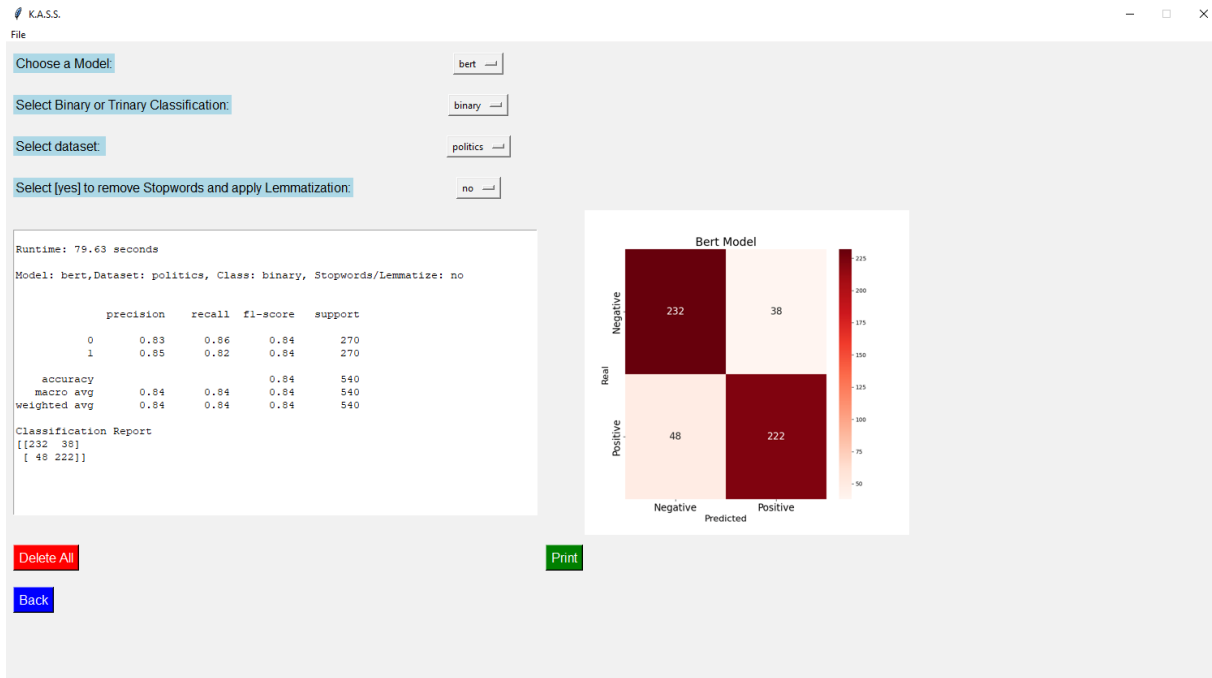 K.A.S.S.
File
Choose a Model:
bert
Select Binary or Trinary Classification:
binary
Select dataset:
politics
Select [yes] to remove Stopwords and apply Lemmatization:
no
Runtime: 79.63 seconds
Model: bert,Dataset: politics, Class: binary, Stopwords/Lemmatize: no
precision recall f1-score support
0 0.83 0.86 0.84 270
1 0.85 0.82 0.84 270
accuracy 0.84 540
macro avg 0.84 0.84 0.84 540
weighted avg 0.84 0.84 0.84 540
Classification Report
[[232 38]
[ 48 222]]
Bert Model
Real
Negative
232 38
Positive
48 222
Negative Positive
Predicted
225
200
175
150
125
100
75
50
Delete All
Print
Back